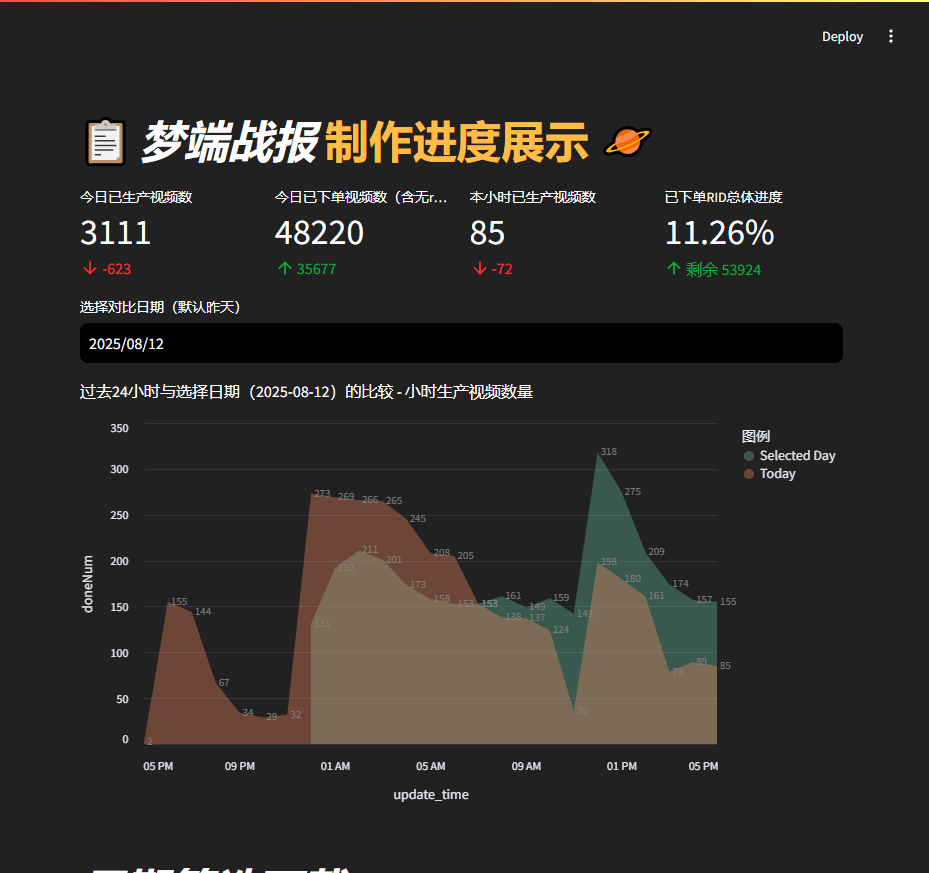 Deploy
梦端战报 制作进度展示
今日已生产视频数
3111
-623
今日已下单视频数（含无r...
48220
35677
本小时已生产视频数
85
-72
已下单RID总体进度
11.26%
剩余 53924
选择对比日期（默认昨天）
2025/08/12
过去24小时与选择日期（2025-08-12）的比较 - 小时生产视频数量
图例
Selected Day
Today
doneNum
350
300
250
200
150
100
50
0
2
155
144
67
34
29
32
273
269
266
265
245
208
205
153
138
137
124
36
198
180
161
79
89
85
131
192
211
201
173
158
153
153
161
149
159
142
318
275
209
174
157
155
05 PM
09 PM
01 AM
05 AM
09 AM
01 PM
05 PM
update_time